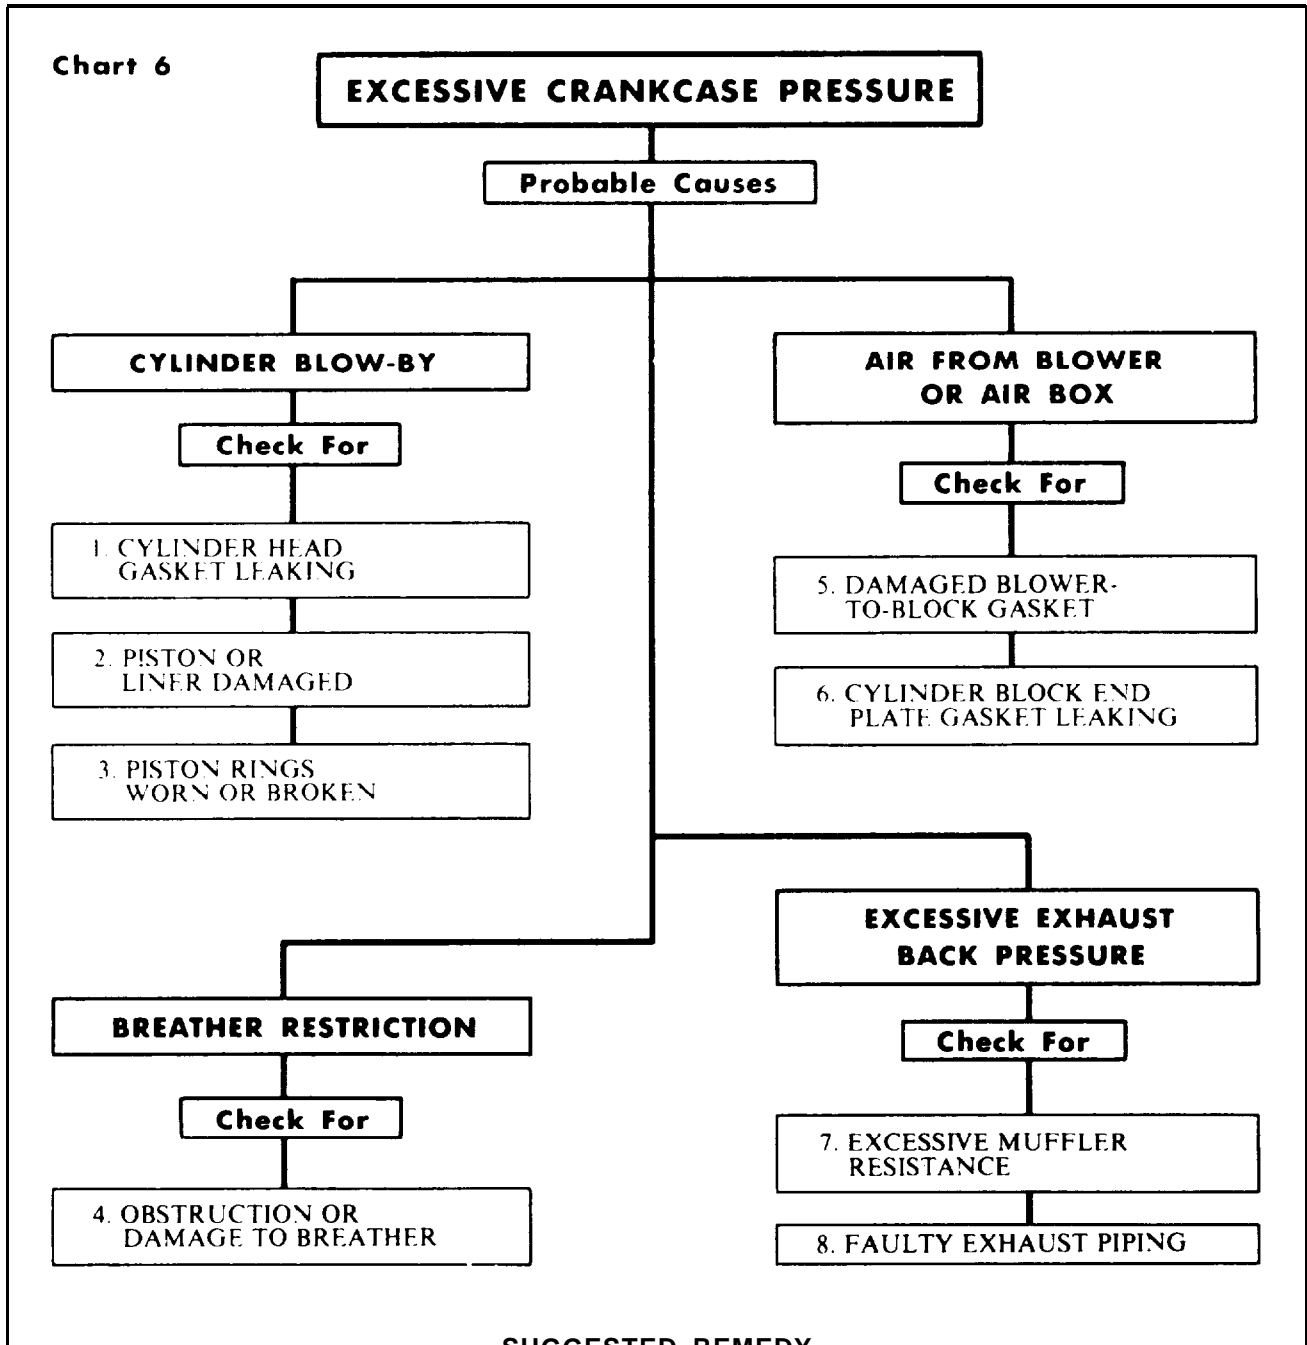 Chart 6
EXCESSIVE CRANKCASE PRESSURE
Probable Causes
CYLINDER BLOW-BY
Check For
1. CYLINDER HEAD
GASKET LEAKING
2. PISTON OR
LINER DAMAGED
3. PISTON RINGS
WORN OR BROKEN
AIR FROM BLOWER
OR AIR BOX
Check For
5. DAMAGED BLOWER-
TO-BLOCK GASKET
6. CYLINDER BLOCK END
PLATE GASKET LEAKING
BREATHER RESTRICTION
Check For
4. OBSTRUCTION OR
DAMAGE TO BREATHER
EXCESSIVE EXHAUST
BACK PRESSURE
Check For
7. EXCESSIVE MUFFLER
RESISTANCE
8. FAULTY EXHAUST PIPING
SUGGESTED REMEDY